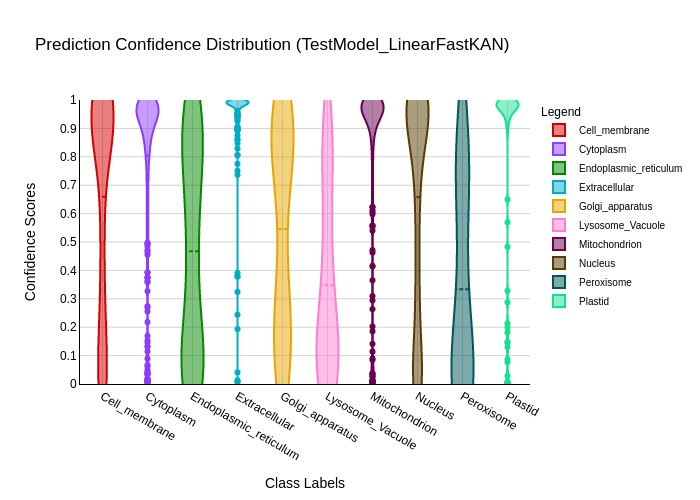 Prediction Confidence Distribution (TestModel_LinearFastKAN)
Confidence Scores
1
0.9
0.8
0.7
0.6
0.5
0.4
0.3
0.2
0.1
0
Cell_membrane
Cytoplasm
Endoplasmic_reticulum
Extracellular
Golgi_apparatus
Lysosome_Vacuole
Mitochondrion
Nucleus
Peroxisome
Plastid
Class Labels
Legend
Cell_membrane
Cytoplasm
Endoplasmic_reticulum
Extracellular
Golgi_apparatus
Lysosome_Vacuole
Mitochondrion
Nucleus
Peroxisome
Plastid